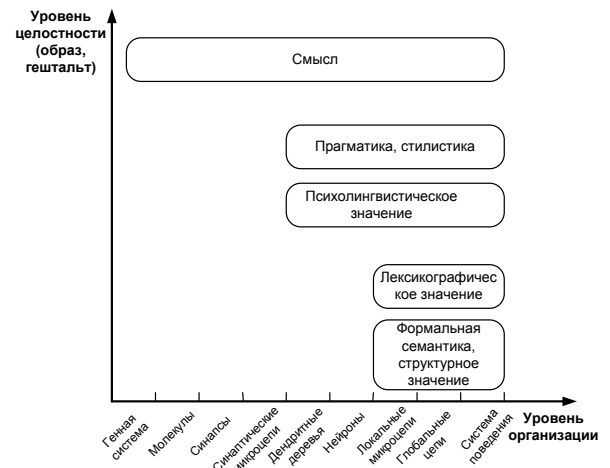 Уровень
целостности
(образ,
гештальт)
Смысл
Прагматика, стилистика
Психолингвистическое
значение
Лексикографичес
кое значение
Формальная
семантика,
структурное
значение
Генная
система
Молекулы
Синапсы
Синаптические
микроцепи
Дендритные
деревья
Нейроны
Локальные
микроцепи
Глобальные
цепи
Система
поведения
Уровень
организации